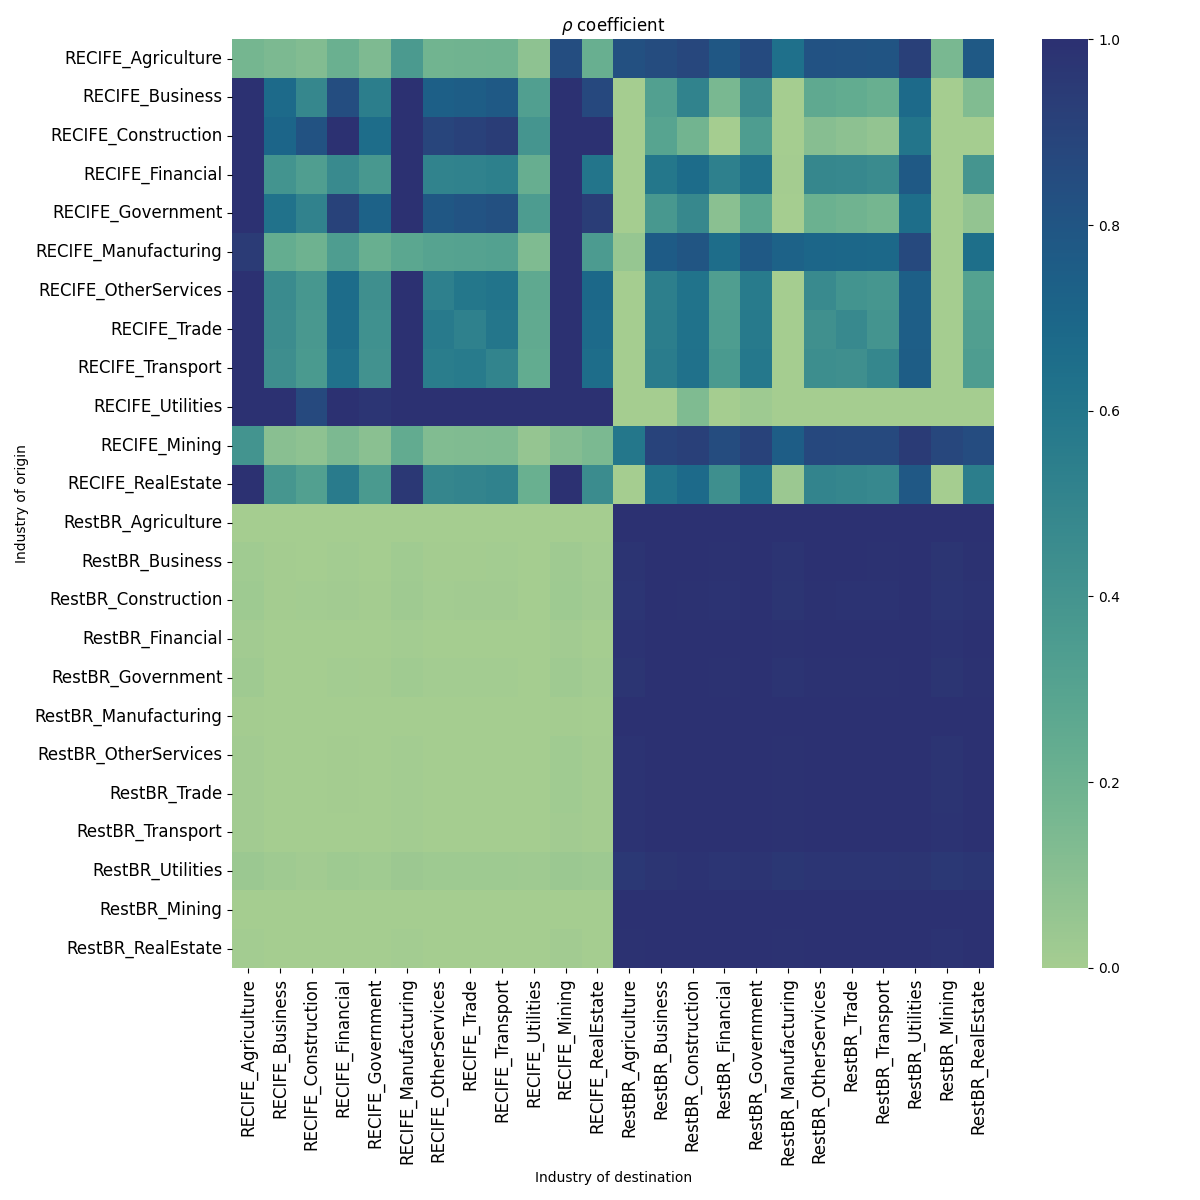 ρ coefficient
RECIFE_Agriculture
RECIFE_Business
RECIFE_Construction
RECIFE_Financial
RECIFE_Government
RECIFE_Manufacturing
RECIFE_OtherServices
RECIFE_Trade
RECIFE_Transport
RECIFE_Utilities
RECIFE_Mining
RECIFE_RealEstate
RestBR_Agriculture
RestBR_Business
RestBR_Construction
RestBR_Financial
RestBR_Government
RestBR_Manufacturing
RestBR_OtherServices
RestBR_Trade
RestBR_Transport
RestBR_Utilities
RestBR_Mining
RestBR_RealEstate
Industry of origin
RECIFE_Agriculture
RECIFE_Business
RECIFE_Construction
RECIFE_Financial
RECIFE_Government
RECIFE_Manufacturing
RECIFE_OtherServices
RECIFE_Trade
RECIFE_Transport
RECIFE_Utilities
RECIFE_Mining
RECIFE_RealEstate
RestBR_Agriculture
RestBR_Business
RestBR_Construction
RestBR_Financial
RestBR_Government
RestBR_Manufacturing
RestBR_OtherServices
RestBR_Trade
RestBR_Transport
RestBR_Utilities
RestBR_Mining
RestBR_RealEstate
Industry of destination
1.0
0.8
0.6
0.4
0.2
0.0